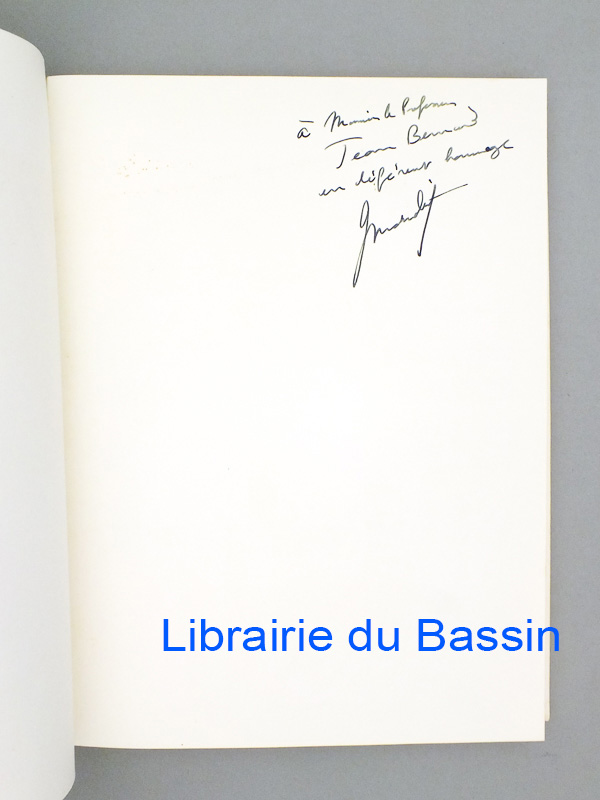 à Monsieur le Professeur
Jean Bernard
en déférent hommage
Librairie du Bassin